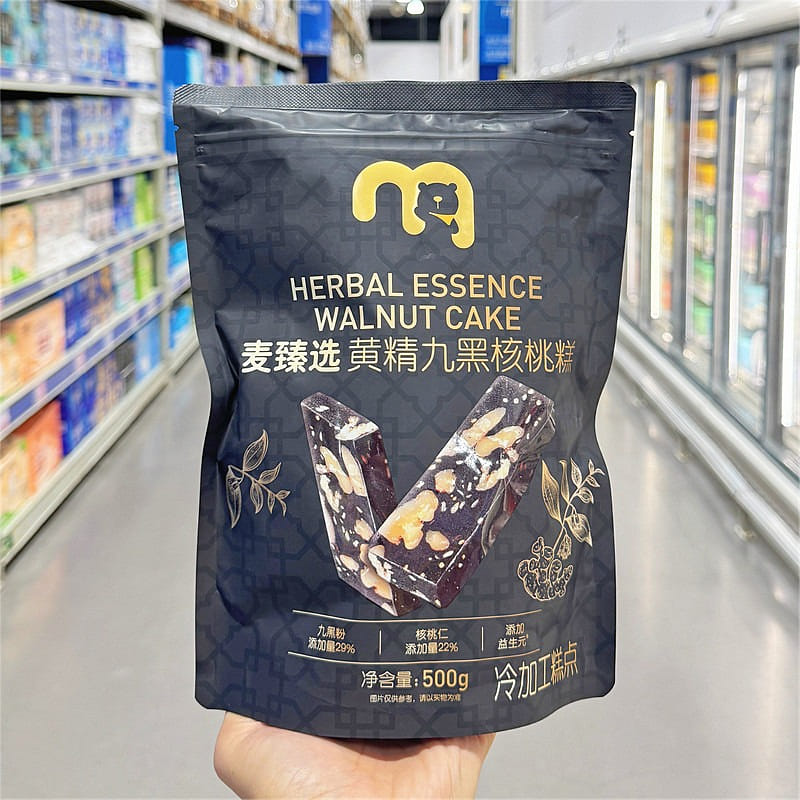 HERBAL ESSENCE
WALNUT CAKE
麦臻选 黄精九黑核桃糕
九黑粉 核桃仁 添加
添加量29% 添加量22% 益生元
净含量:500g
冷加工糕点
图片仅供参考，请以实物为准